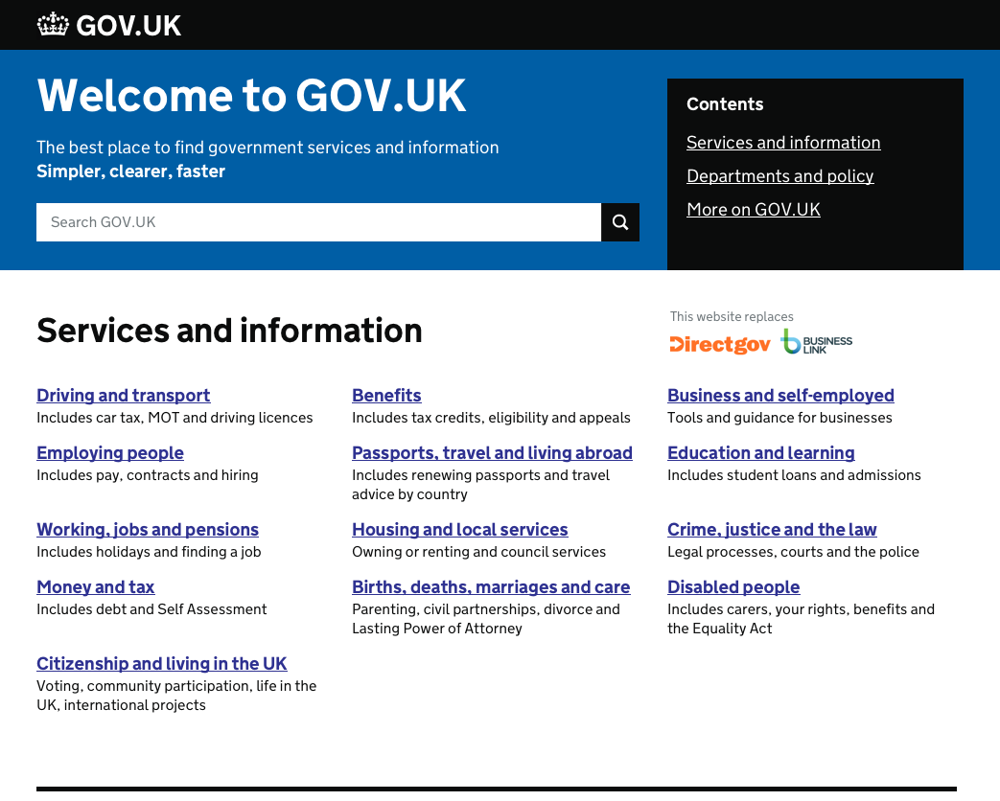 GOV.UK
Welcome to GOV.UK
The best place to find government services and information
Simpler, clearer, faster
Search GOV.UK
Contents
Services and information
Departments and policy
More on GOV.UK
Services and information
This website replaces
Directgov
BUSINESS
LINK
Driving and transport
Includes car tax, MOT and driving licences
Benefits
Includes tax credits, eligibility and appeals
Business and self-employed
Tools and guidance for businesses
Employing people
Includes pay, contracts and hiring
Passports, travel and living abroad
Includes renewing passports and travel
advice by country
Education and learning
Includes student loans and admissions
Working, jobs and pensions
Includes holidays and finding a job
Housing and local services
Owning or renting and council services
Crime, justice and the law
Legal processes, courts and the police
Money and tax
Includes debt and Self Assessment
Births, deaths, marriages and care
Parenting, civil partnerships, divorce and
Lasting Power of Attorney
Disabled people
Includes carers, your rights, benefits and
the Equality Act
Citizenship and living in the UK
Voting, community participation, life in the
UK, international projects